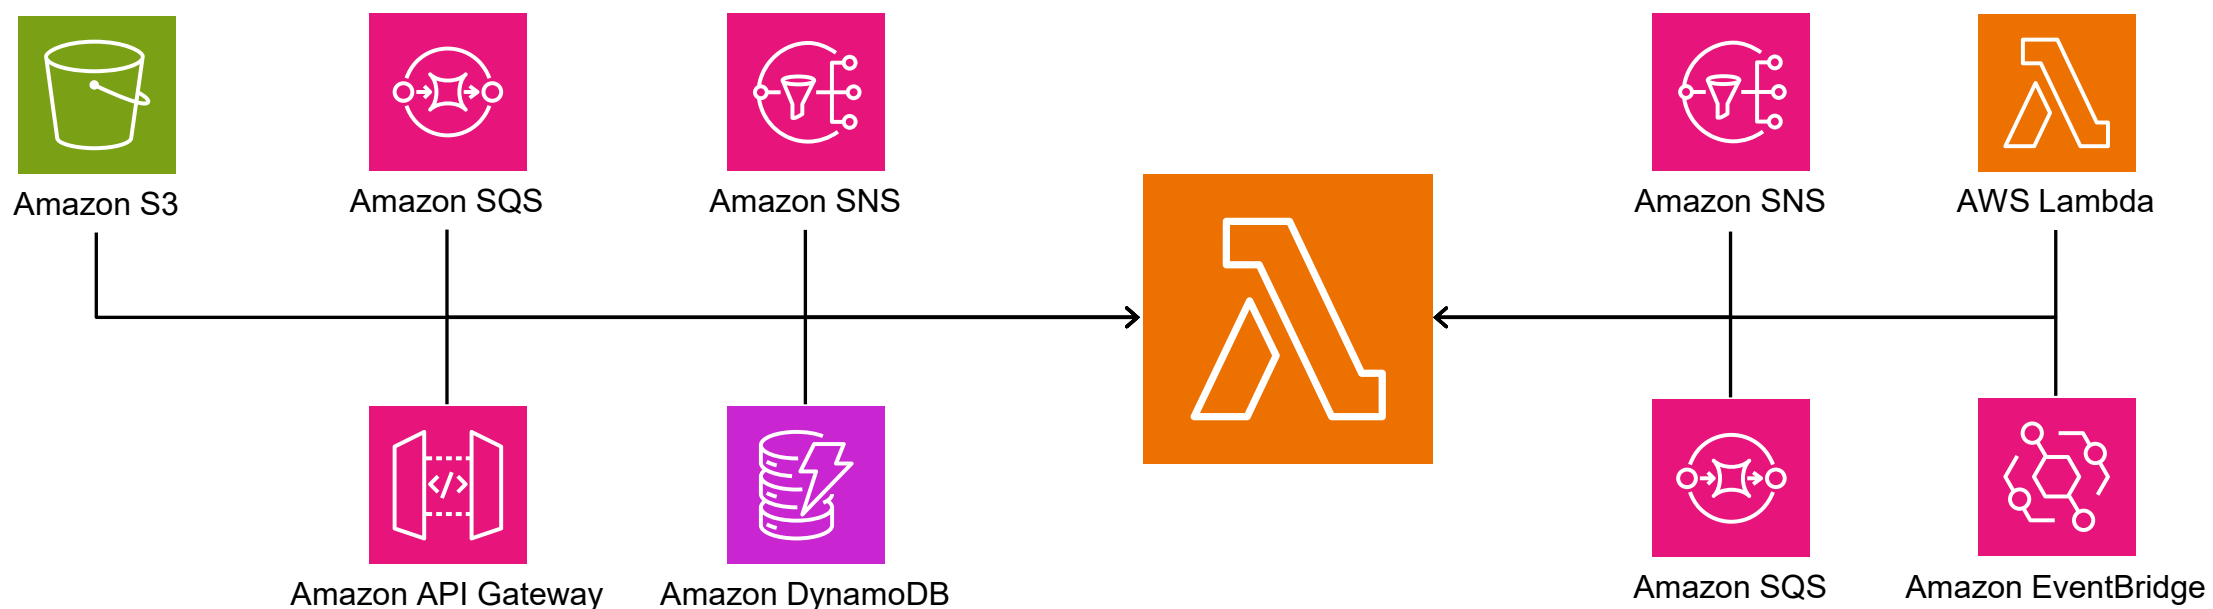 Amazon S3
Amazon SQS
Amazon SNS
Amazon SNS
AWS Lambda
Amazon API Gateway
Amazon DynamoDB
Amazon SQS
Amazon EventBridge